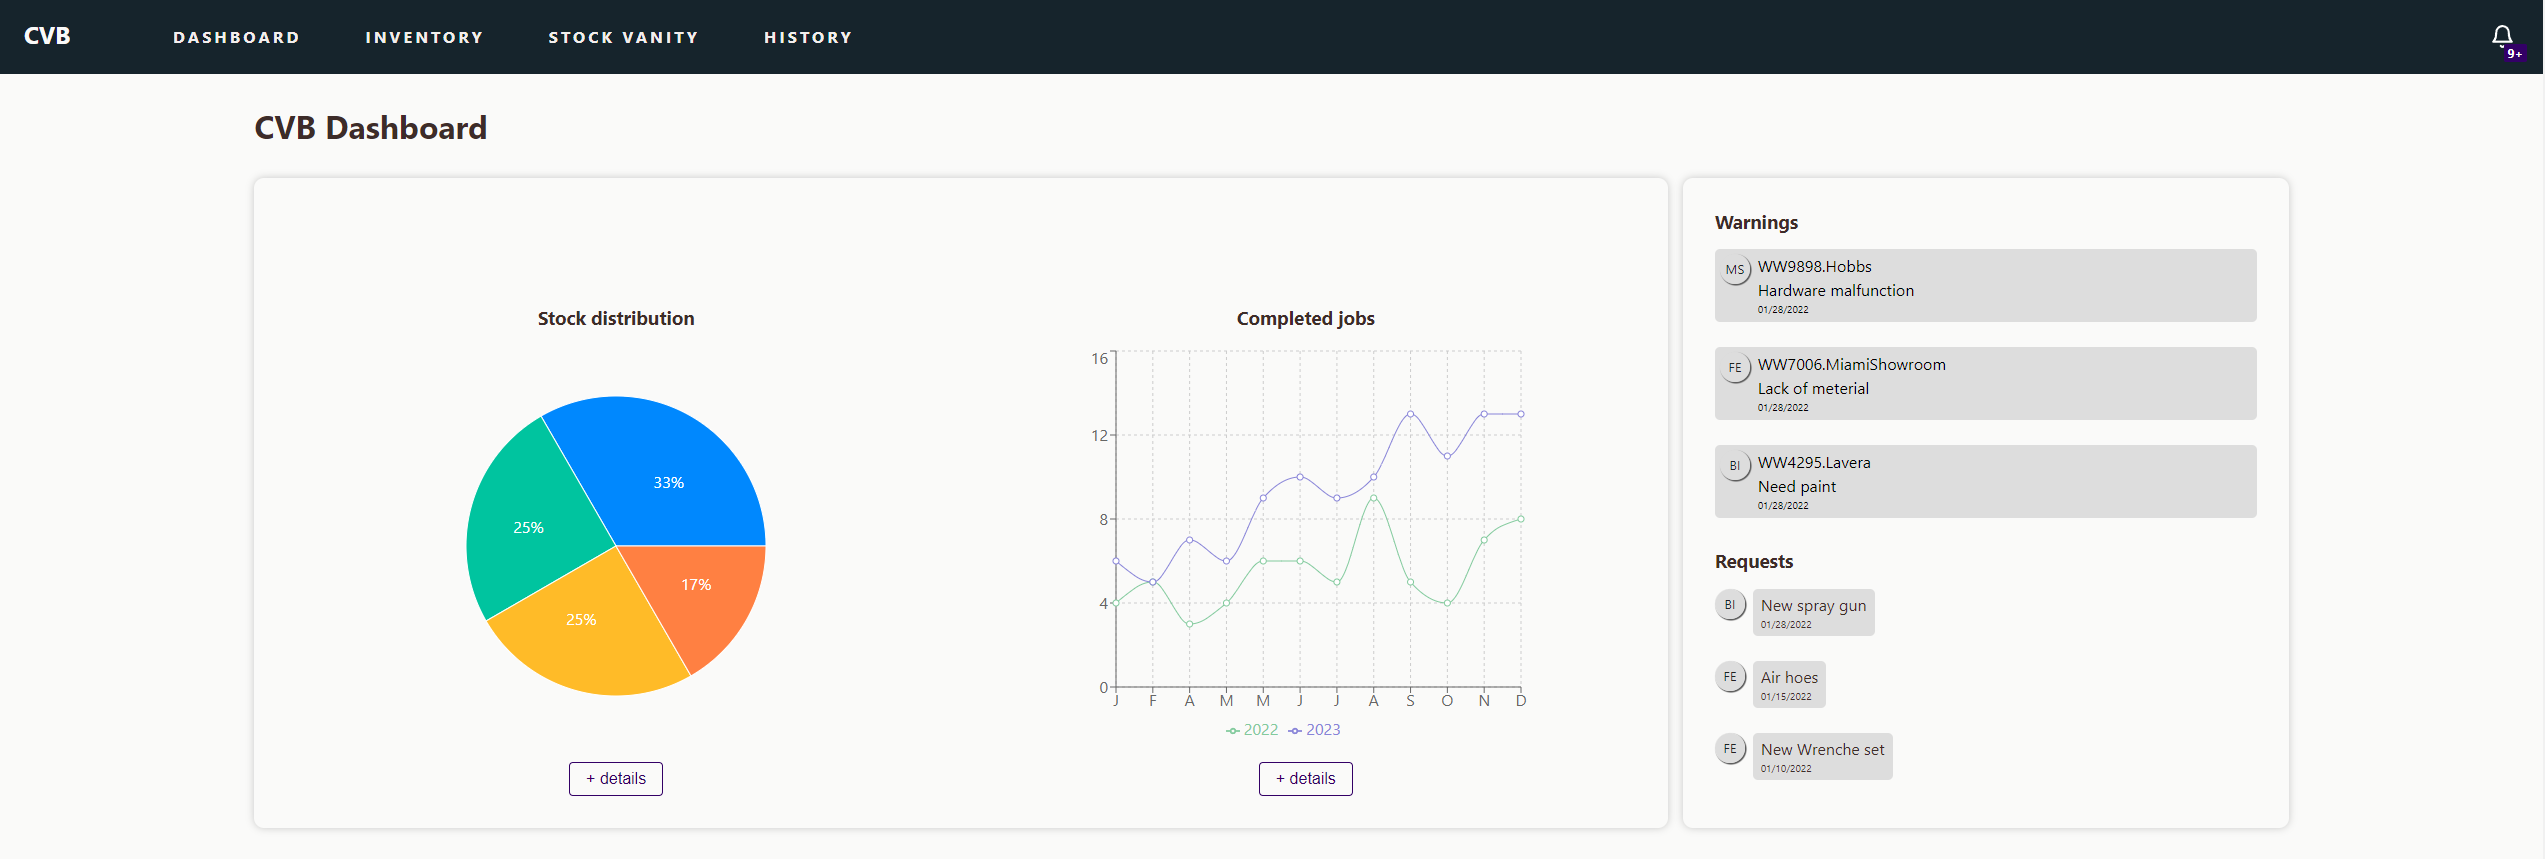 CVB
DASHBOARD
INVENTORY
STOCK VANITY
HISTORY
9+
CVB Dashboard
Stock distribution
33%
25%
25%
17%
+ details
Completed jobs
16
12
8
4
0
J F A M M J J A S O N D
2022 2023
+ details
Warnings
MS
WW9898.Hobbs
Hardware malfunction
01/28/2022
FE
WW7006.MiamiShowroom
Lack of meterial
01/28/2022
BI
WW4295.Lavera
Need paint
01/28/2022
Requests
BI
New spray gun
01/28/2022
FE
Air hoes
01/15/2022
FE
New Wrenche set
01/10/2022